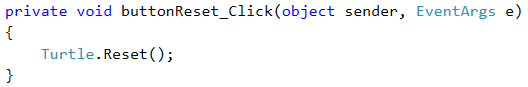 private void buttonReset_Click(object sender, EventArgs e)
{
    Turtle.Reset();
}